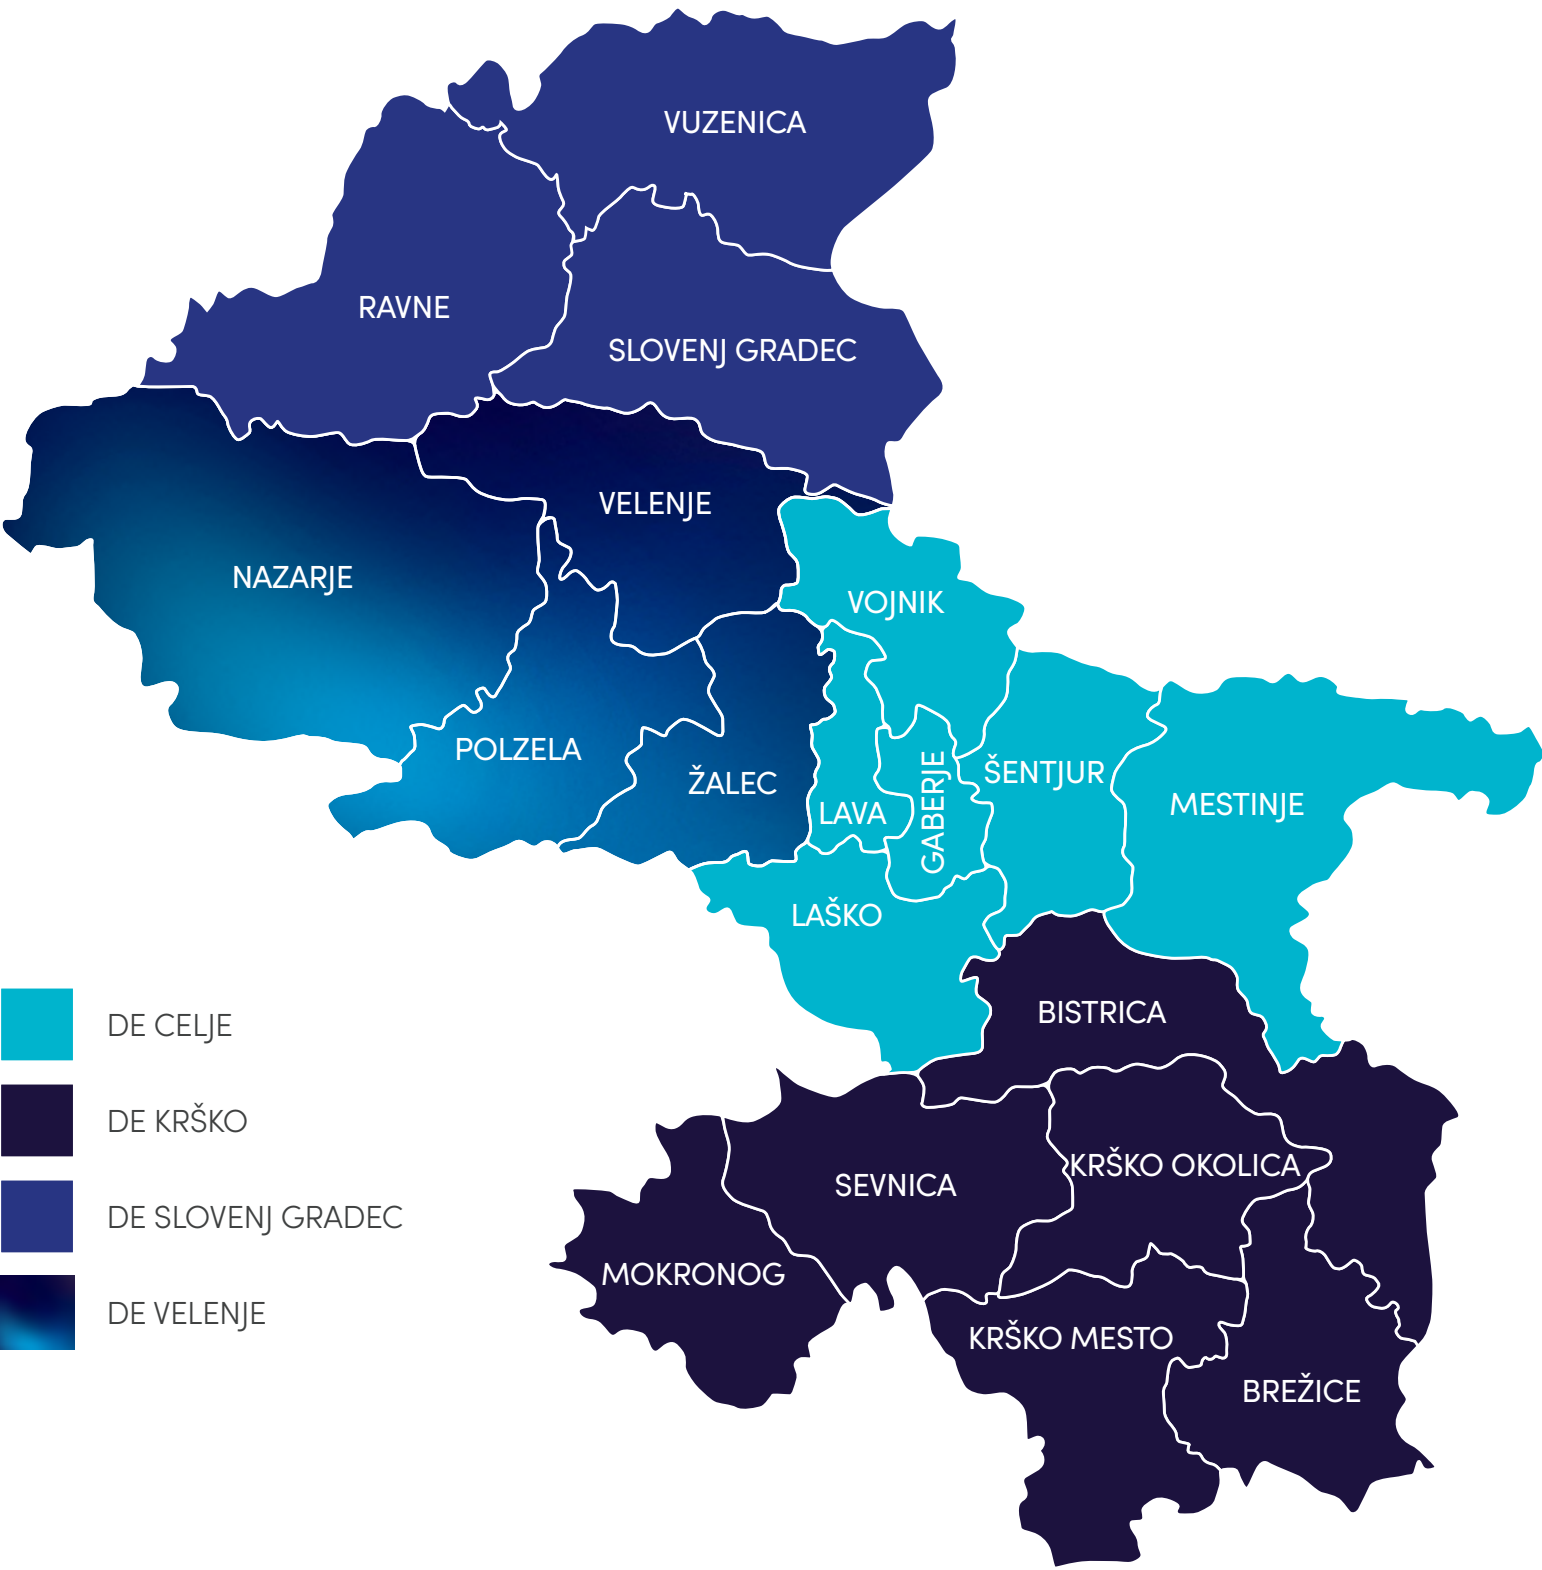 VUZENICA
RAVNE
SLOVENJ GRADEC
VELENJE
NAZARJE
VOJNIK
POLZELA
ŽALEC
LAVA
GABERJE
ŠENTJUR
MESTINJE
LAŠKO
BISTRICA
SEVNICA
KRŠKO OKOLICA
MOKRONOG
KRŠKO MESTO
BREŽICE
DE CELJE
DE KRŠKO
DE SLOVENJ GRADEC
DE VELENJE